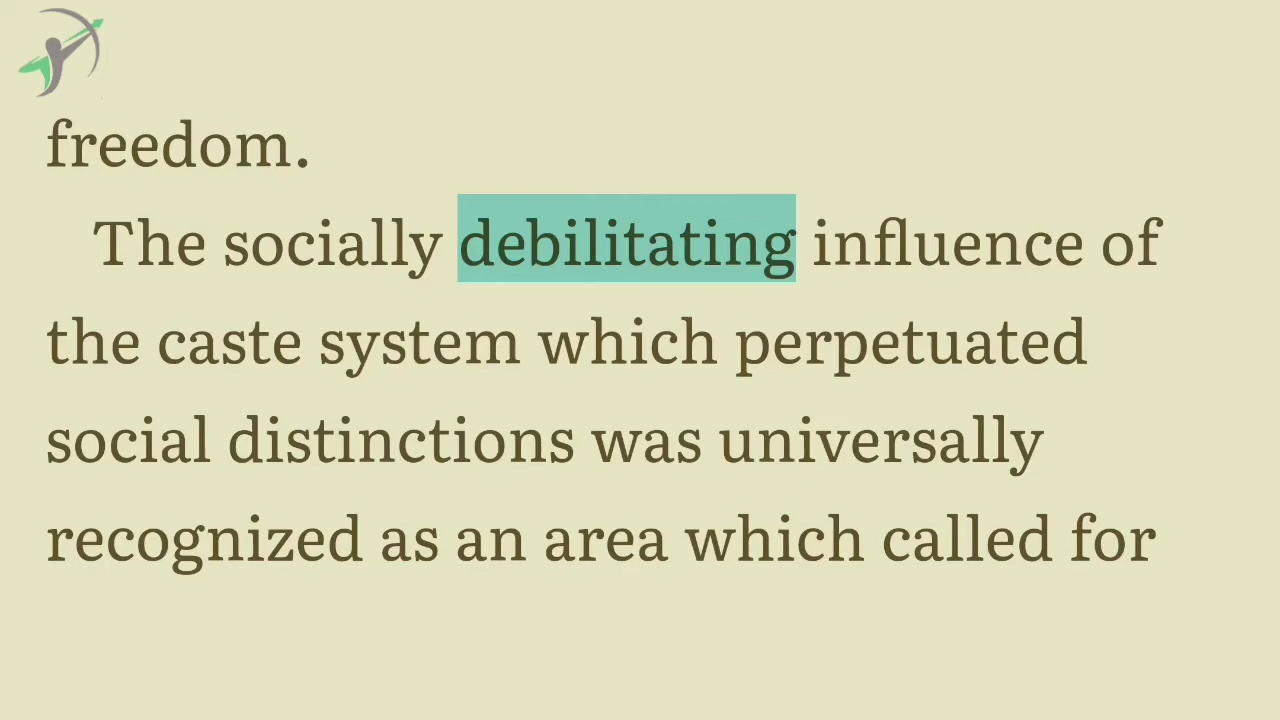 freedom.
The socially debilitating influence of
the caste system which perpetuated
social distinctions was universally
recognized as an area which called for